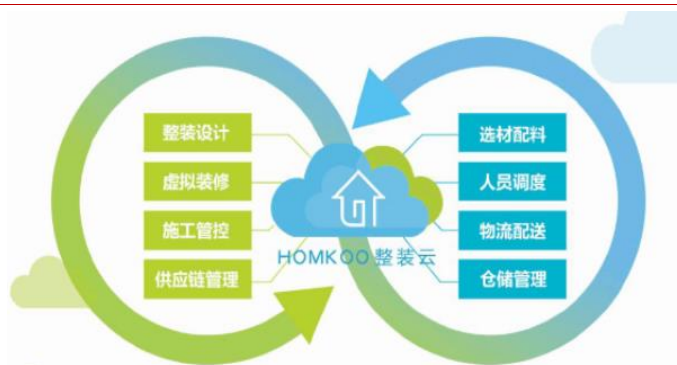 整装设计
虚拟装修
施工管控
供应链管理
HOMKOO 整装云
选材配料
人员调度
物流配送
仓储管理